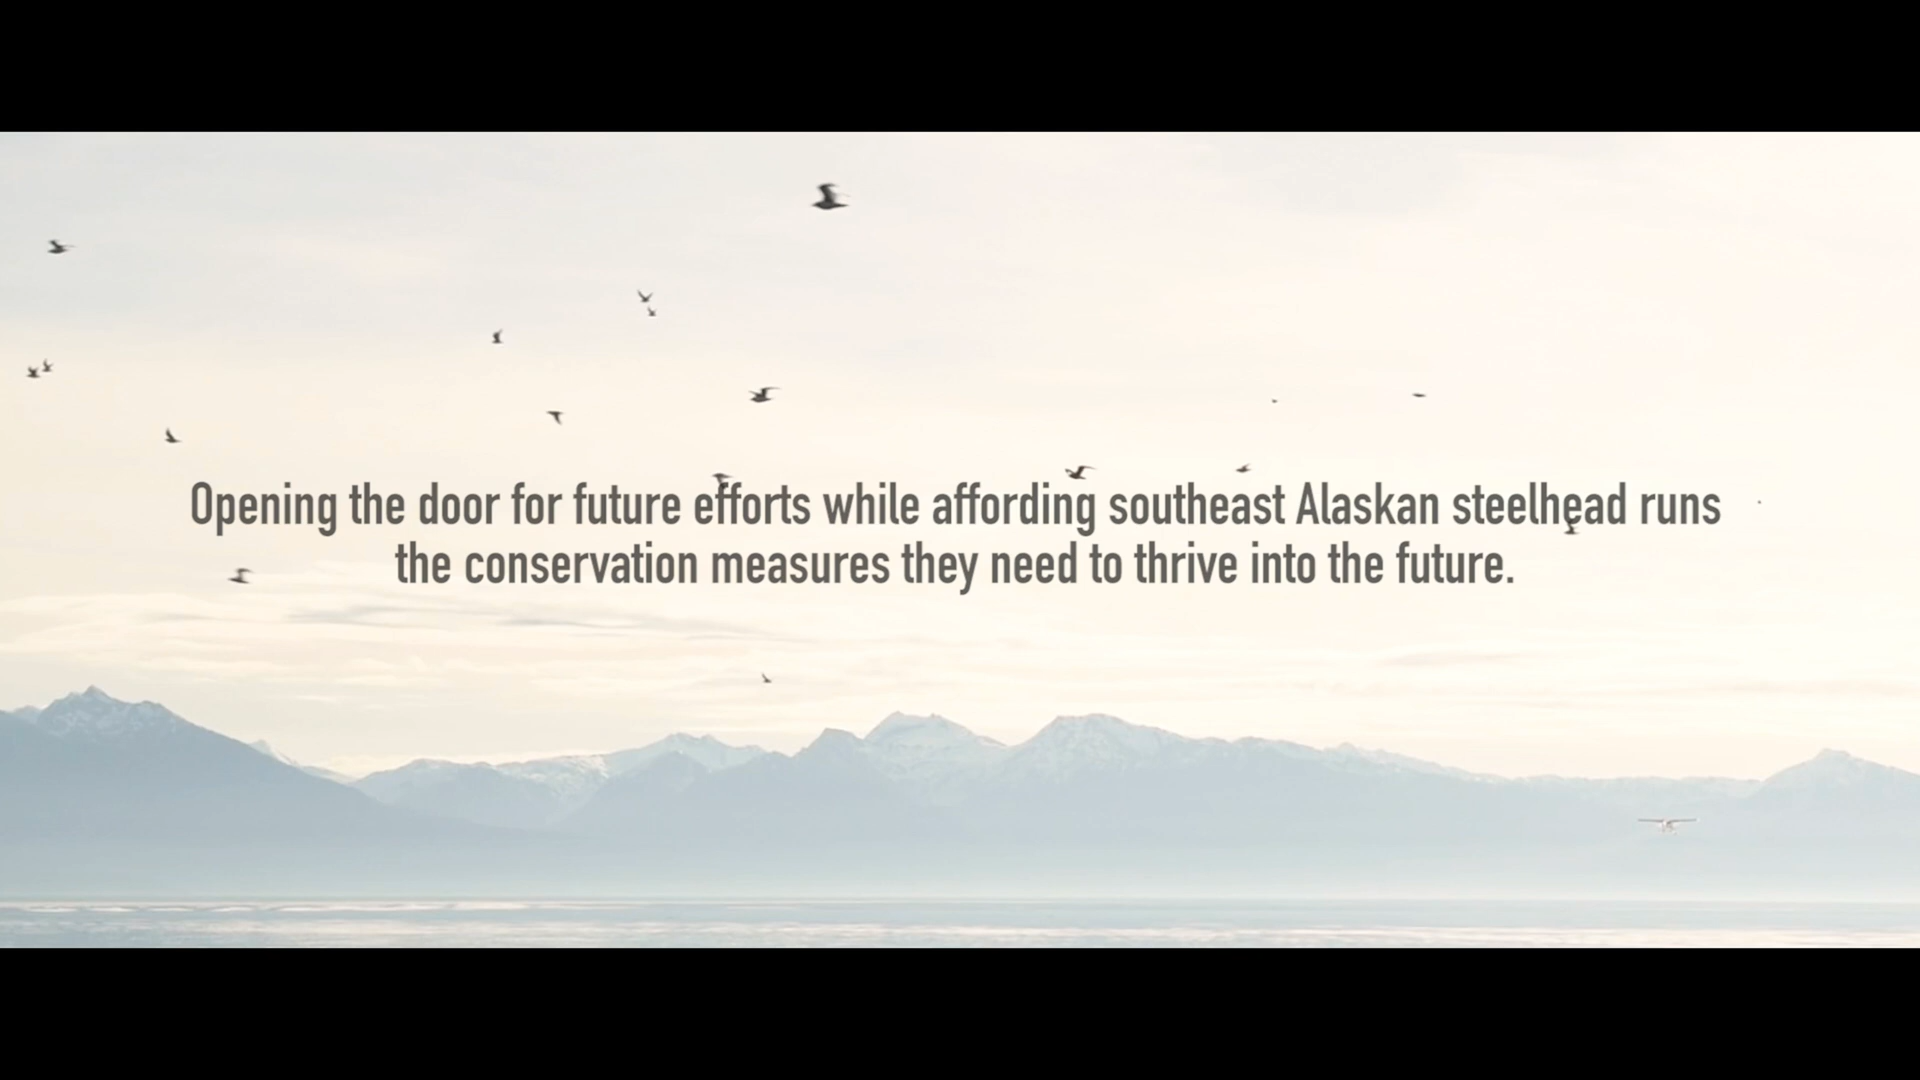 Opening the door for future efforts while affording southeast Alaskan steelhead runs
the conservation measures they need to thrive into the future.